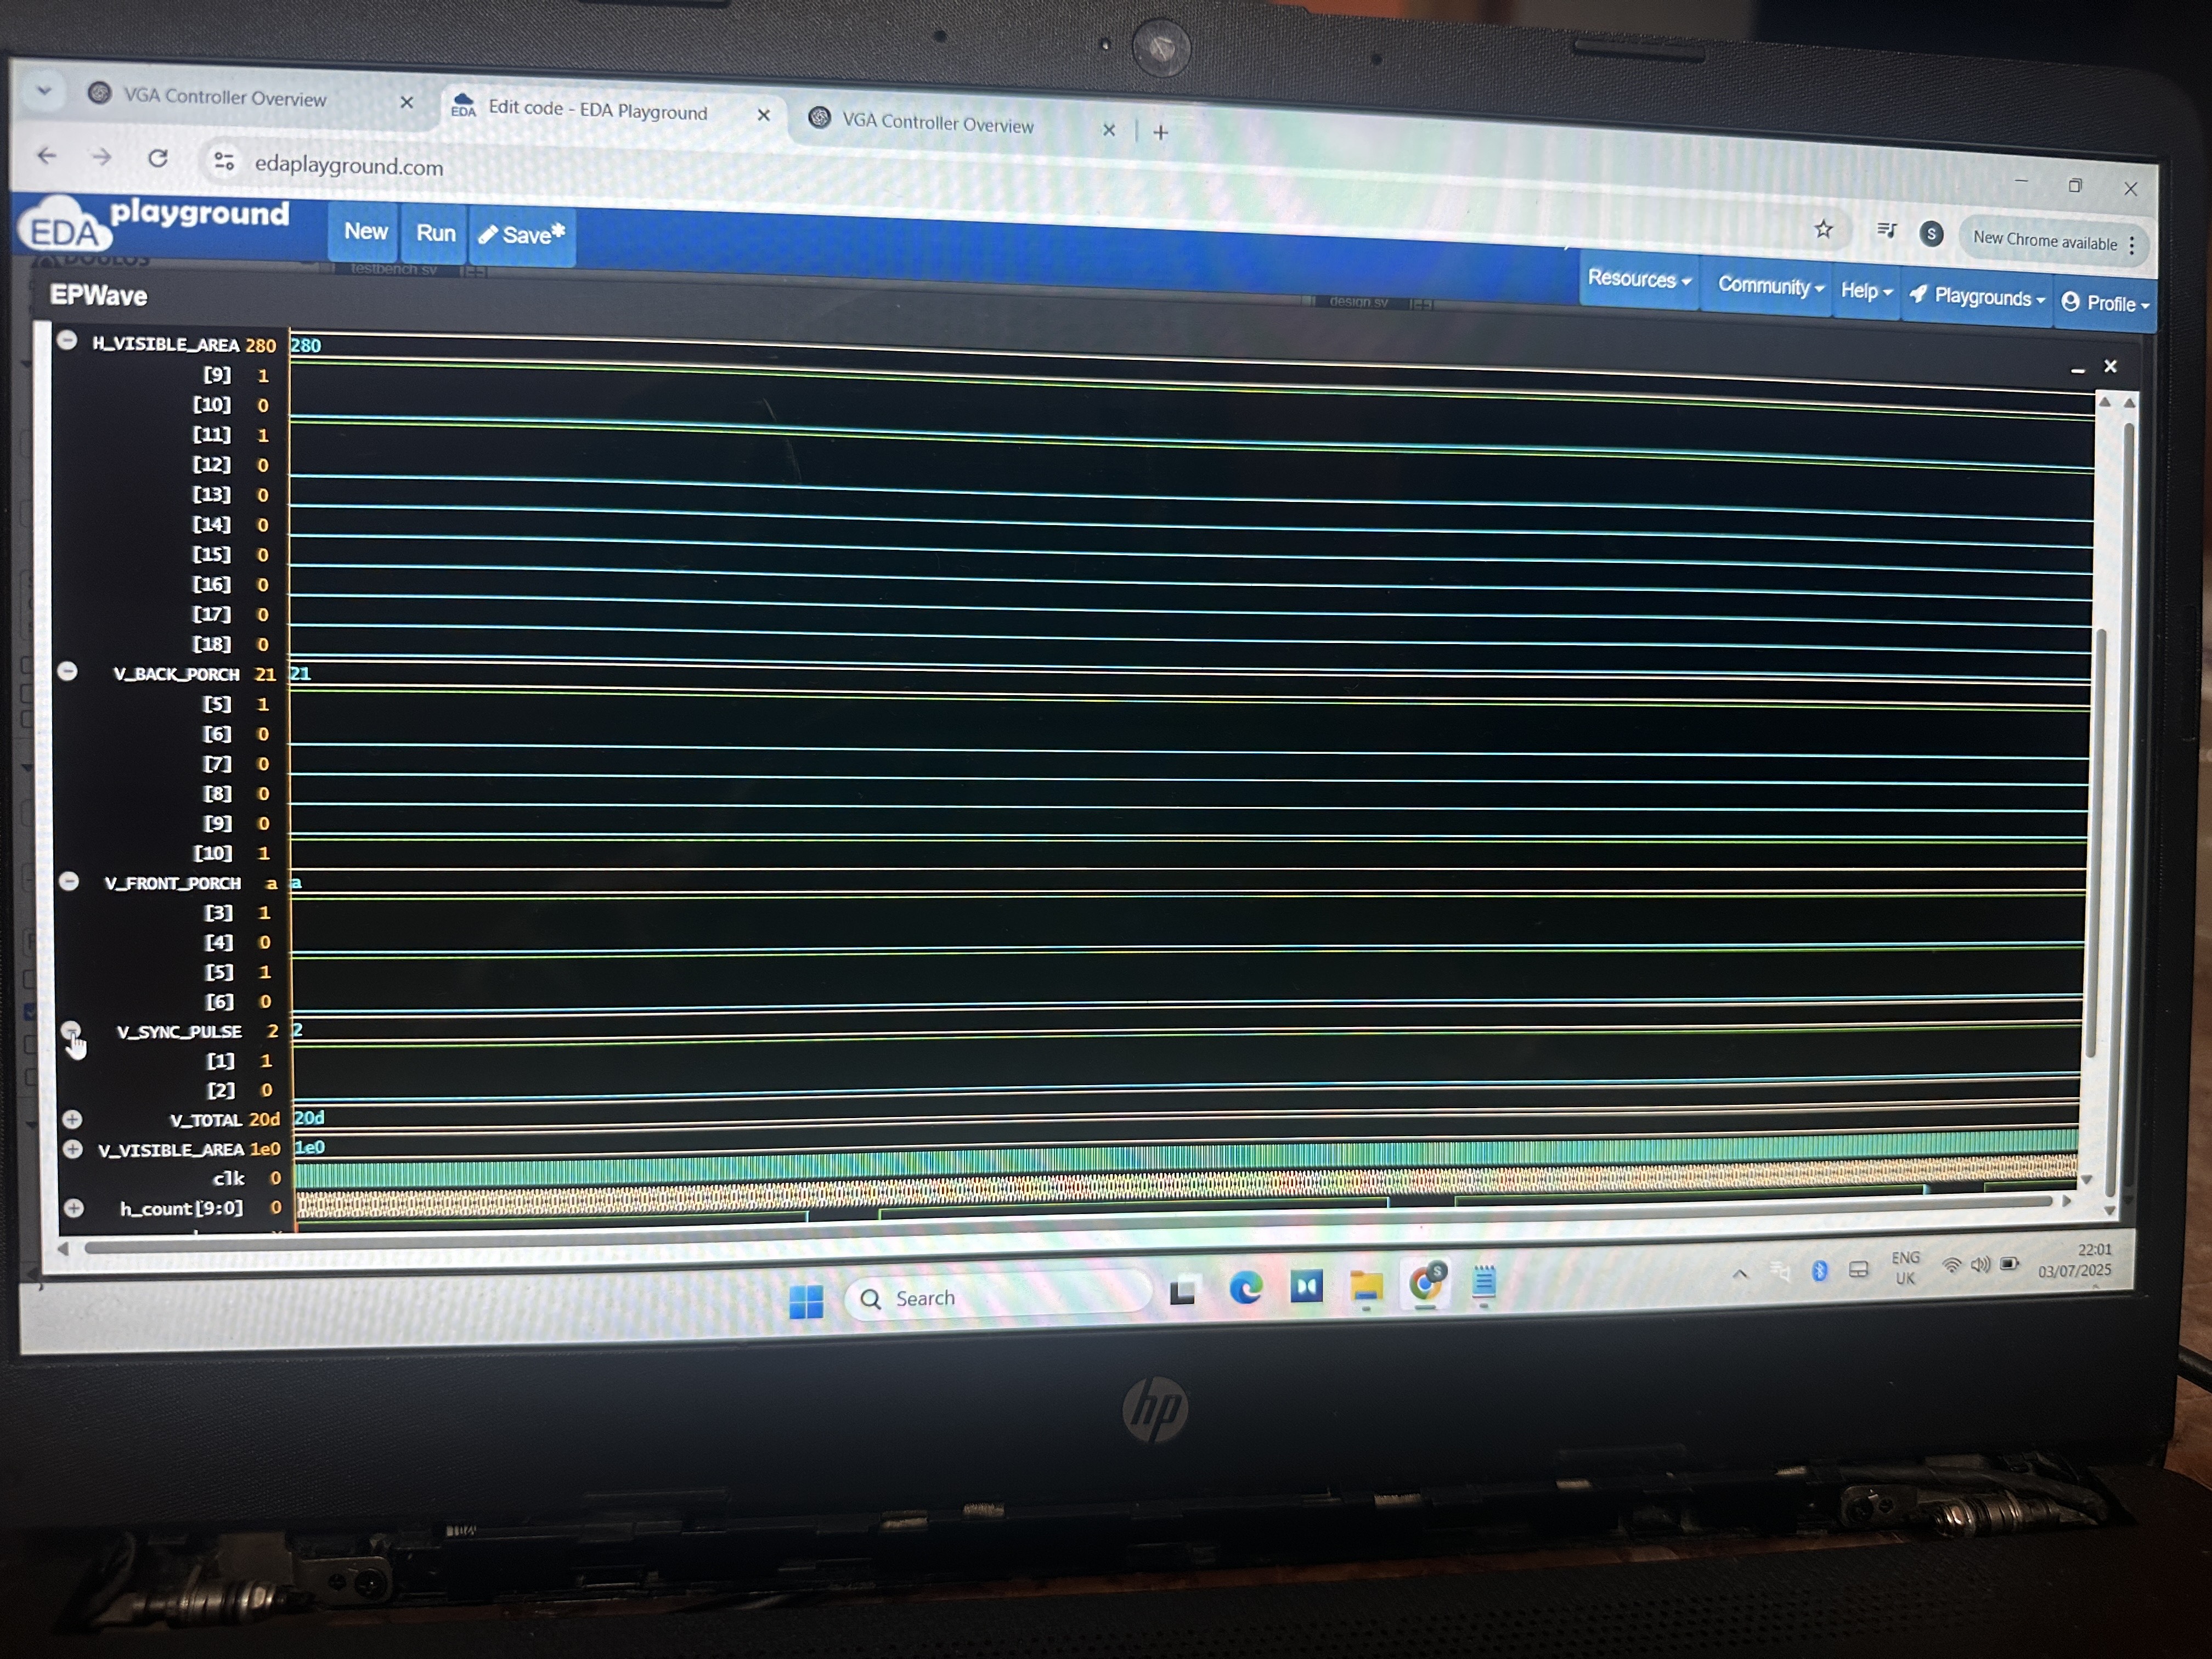 VGA Controller Overview
Edit code - EDA Playground
VGA Controller Overview
edaplayground.com
New Chrome available
S
EDA playground
New
Run
Save*
Resources
Community
Help
Playgrounds
Profile
DOULOS
testbench.sv
design.sv
EPWave
H_VISIBLE_AREA 280 280
[9] 1
[10] 0
[11] 1
[12] 0
[13] 0
[14] 0
[15] 0
[16] 0
[17] 0
[18] 0
V_BACK_PORCH 21 21
[5] 1
[6] 0
[7] 0
[8] 0
[9] 0
[10] 1
V_FRONT_PORCH a a
[3] 1
[4] 0
[5] 1
[6] 0
V_SYNC_PULSE 2 2
[1] 1
[2] 0
V_TOTAL 20d 20d
V_VISIBLE_AREA 1e0 1e0
clk 0
h_count[9:0] 0
Search
S
ENG
UK
22:01
03/07/2025
hp